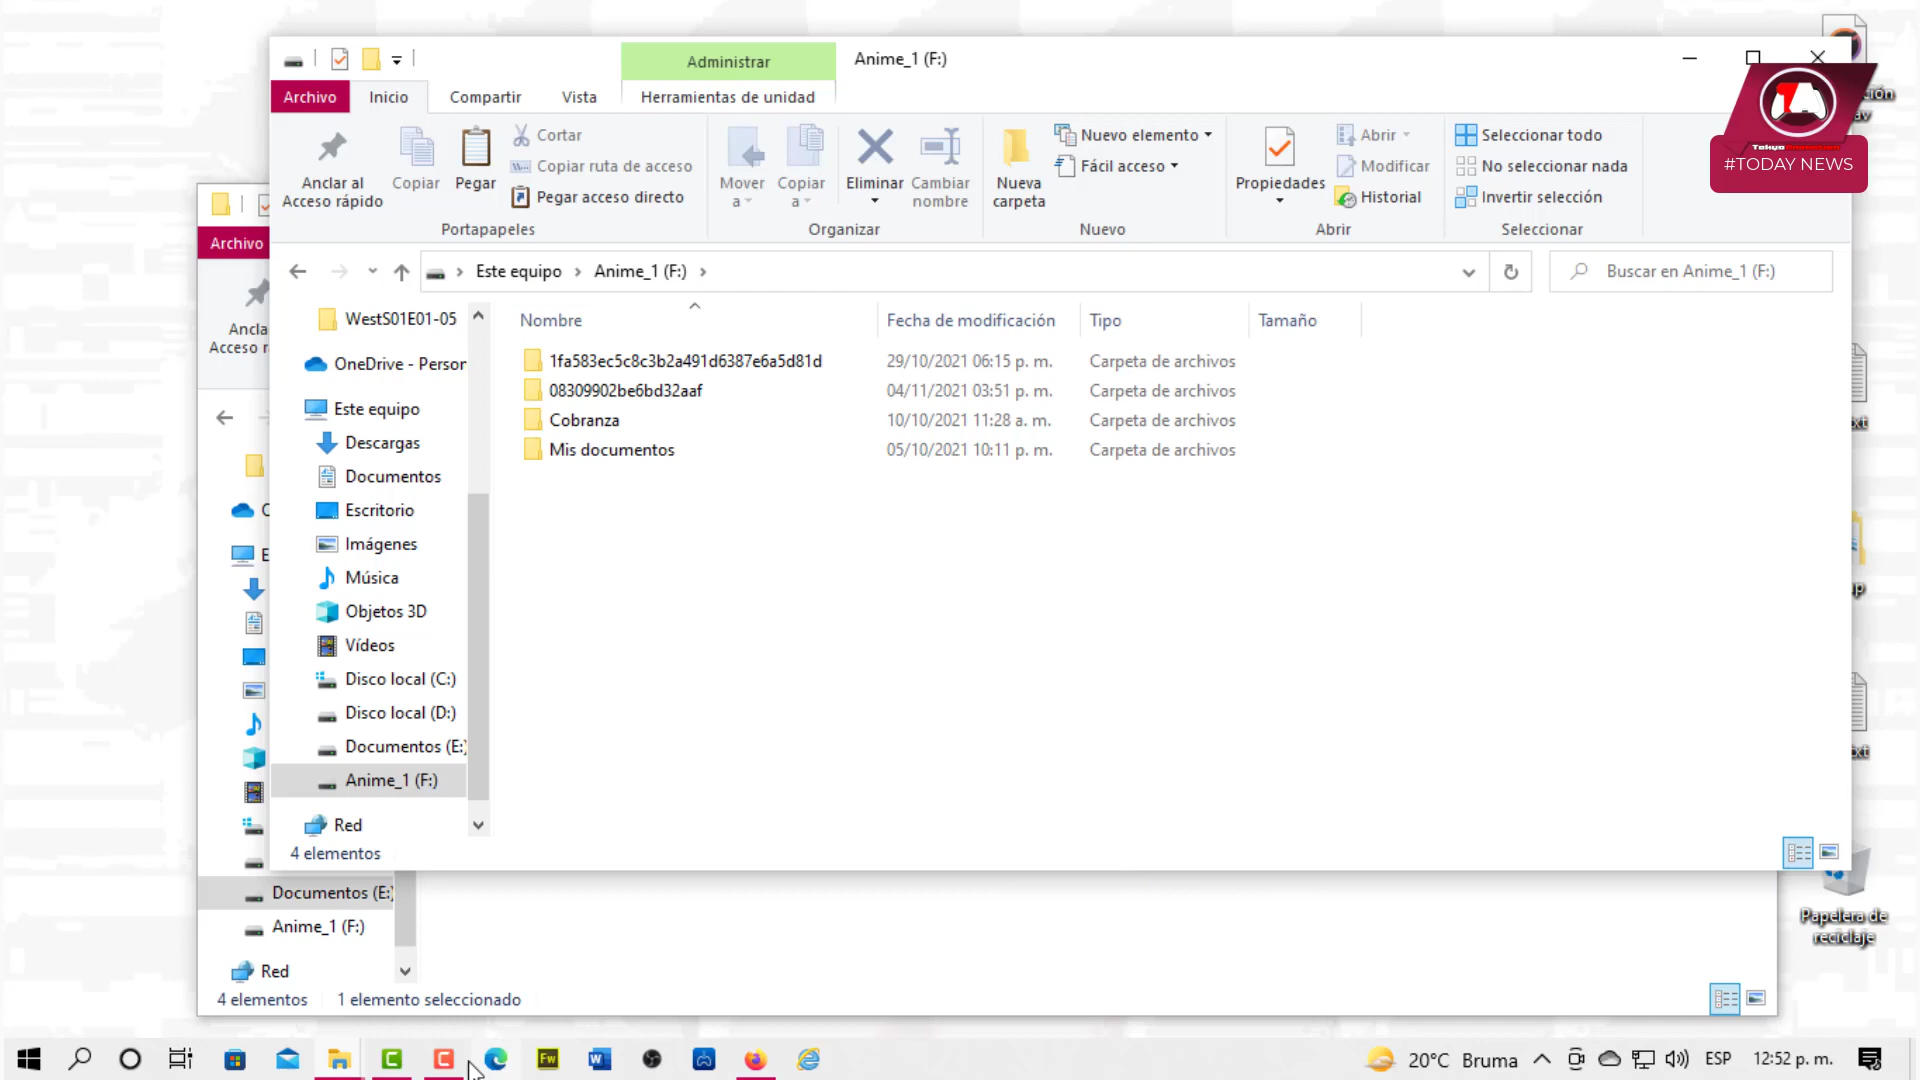 Administrar
Anime_1 (F:)
Archivo
Inicio
Compartir
Vista
Herramientas de unidad
Anclar al
Acceso rápido
Copiar
Pegar
Cortar
Copiar ruta de acceso
Pegar acceso directo
Portapapeles
Mover
a
Copiar
a
Eliminar
Cambiar
nombre
Organizar
Nueva
carpeta
Nuevo elemento
Fácil acceso
Nuevo
Propiedades
Abrir
Modificar
Historial
Abrir
Seleccionar todo
No seleccionar nada
Invertir selección
Seleccionar
#TODAY NEWS
Este equipo
Anime_1 (F:)
Buscar en Anime_1 (F:)
Nombre
Fecha de modificación
Tipo
Tamaño
1fa583ec5c8c3b2a491d6387e6a5d81d
29/10/2021 06:15 p. m.
Carpeta de archivos
08309902be6bd32aaf
04/11/2021 03:51 p. m.
Carpeta de archivos
Cobranza
10/10/2021 11:28 a. m.
Carpeta de archivos
Mis documentos
05/10/2021 10:11 p. m.
Carpeta de archivos
WestS01E01-05
OneDrive - Person
Este equipo
Descargas
Documentos
Escritorio
Imágenes
Música
Objetos 3D
Vídeos
Disco local (C:)
Disco local (D:)
Documentos (E:)
Anime_1 (F:)
Red
4 elementos
Archivo
Ancla
Acceso r
Documentos (E:)
Anime_1 (F:)
Red
4 elementos
1 elemento seleccionado
Papelera de
reciclaje
Fw
20°C Bruma
ESP
12:52 p. m.